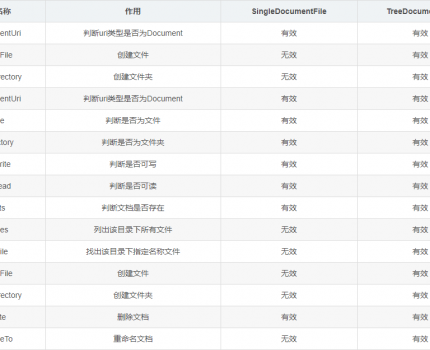 名称 作用 SingleDocumentFile TreeDocume
entUri 判断uri类型是否为Document 有效 有效
File 创建文件 无效 有效
rectory 创建文件夹 无效 有效
entUri 判断uri类型是否为Document 有效 有效
e 判断是否为文件 有效 有效
tory 判断是否为文件夹 有效 有效
rite 判断是否可写 有效 有效
ead 判断是否可读 有效 有效
ts 判断文档是否存在 有效 有效
es 列出该目录下所有文件 无效 有效
ile 找出该目录下指定名称文件 无效 有效
File 创建文件 无效 有效
rectory 创建文件夹 无效 有效
te 删除文档 有效 有效
eTo 重命名文档 无效 有效